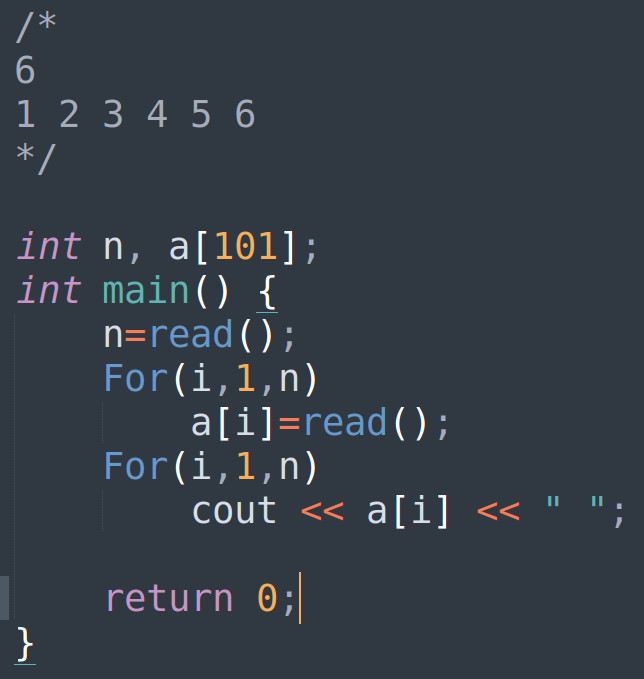 /*
6
1 2 3 4 5 6
*/
int n, a[101];
int main() {
n=read();
For(i,1,n)
a[i]=read();
For(i,1,n)
cout << a[i] << " ";
return 0;
}